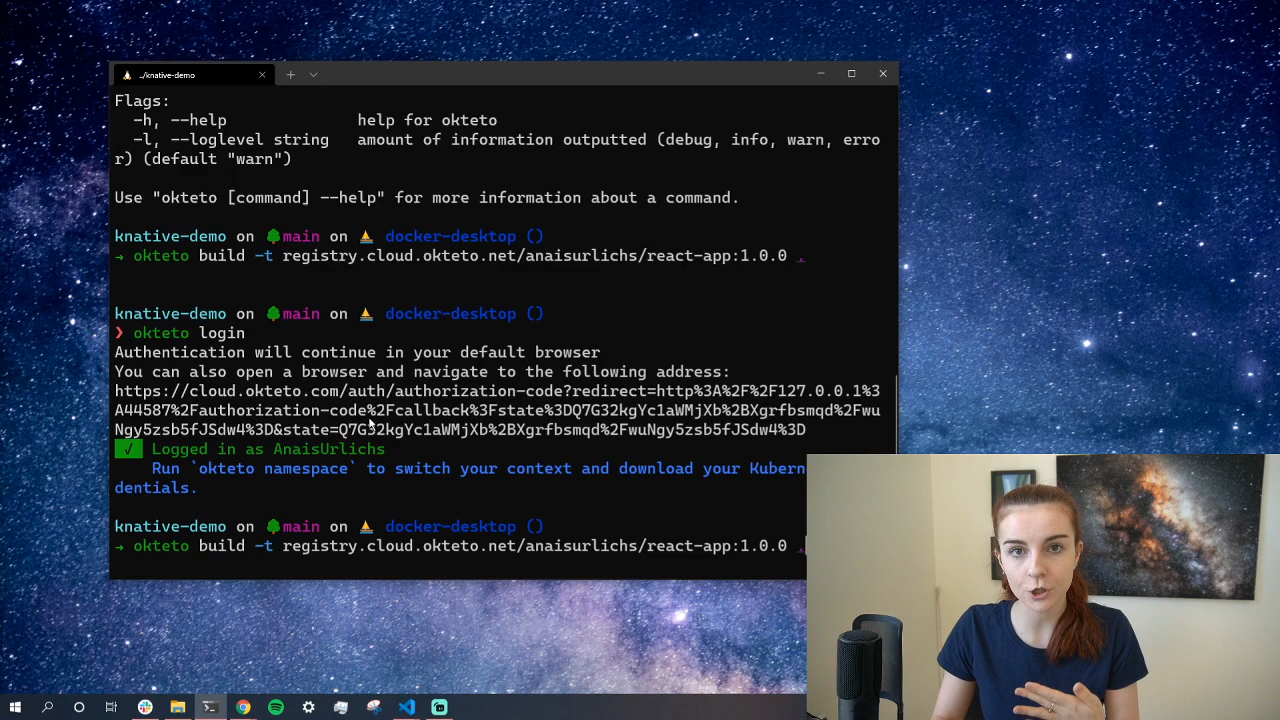 ../knative-demo
Flags:
-h, --help help for okteto
-l, --loglevel string amount of information outputted (debug, info, warn, erro
r) (default "warn")
Use "okteto [command] --help" for more information about a command.
knative-demo on main on docker-desktop ()
→ okteto build -t registry.cloud.okteto.net/anaisurlichs/react-app:1.0.0 .
knative-demo on main on docker-desktop ()
❯ okteto login
Authentication will continue in your default browser
You can also open a browser and navigate to the following address:
https://cloud.okteto.com/auth/authorization-code?redirect=http%3A%2F%2F127.0.0.1%3
A44587%2Fauthorization-code%2Fcallback%3Fstate%3DQ7G32kgYc1aWMjXb%2BXgrfbsmqd%2Fwu
Ngy5zsb5fJSdw4%3D&state=Q7G32kgYc1aWMjXb%2BXgrfbsmqd%2FwuNgy5zsb5fJSdw4%3D
✓ Logged in as AnaisUrlichs
Run `okteto namespace` to switch your context and download your Kubern
dentials.
knative-demo on main on docker-desktop ()
→ okteto build -t registry.cloud.okteto.net/anaisurlichs/react-app:1.0.0 .